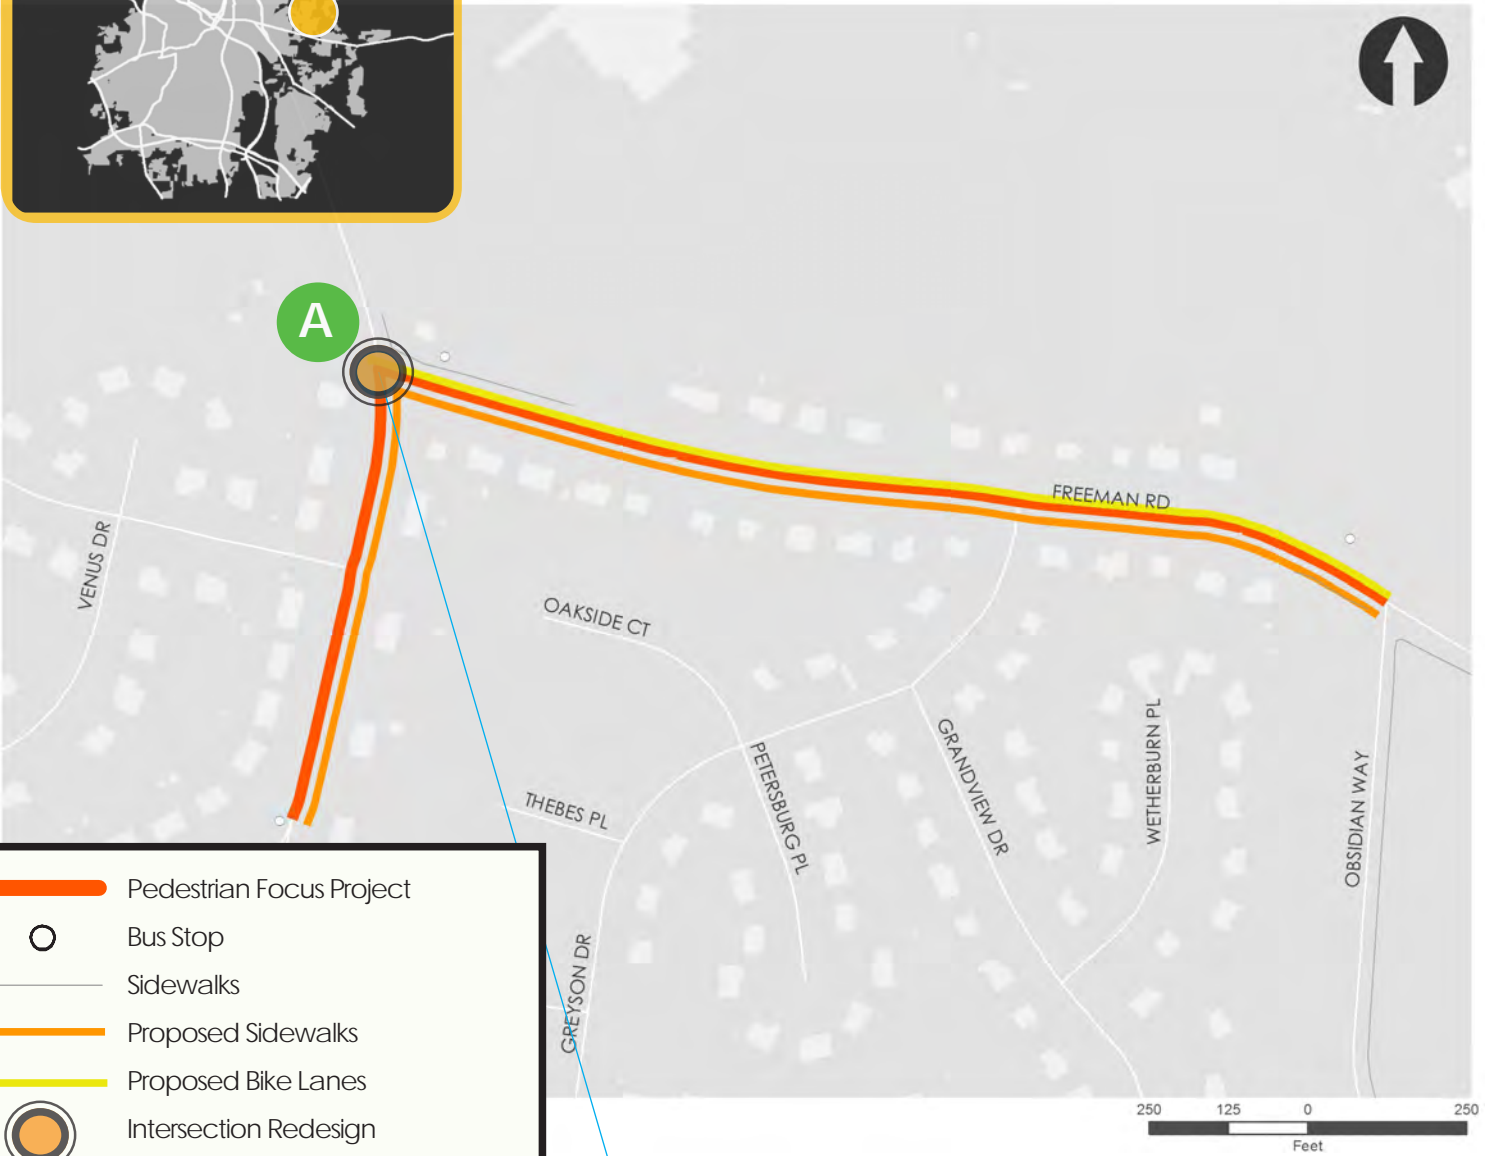 A
FREEMAN RD
VENUS DR
OAKSIDE CT
PETERSBURG PL
GRANDVIEW DR
WETHERBURN PL
OBSIDIAN WAY
THEBES PL
GREYSON DR
Pedestrian Focus Project
Bus Stop
Sidewalks
Proposed Sidewalks
Proposed Bike Lanes
Intersection Redesign
250 125 0 250
Feet